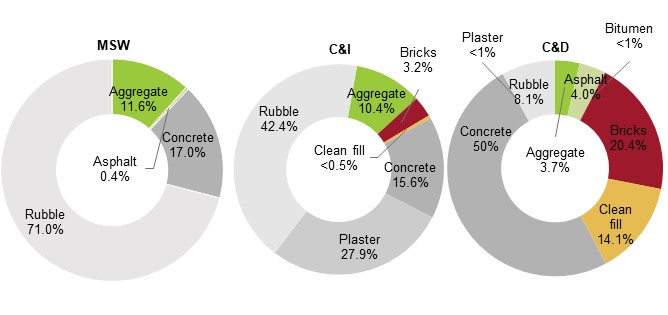 MSW
Aggregate
11.6%
Concrete
17.0%
Asphalt
0.4%
Rubble
71.0%
C&I
Bricks
3.2%
Aggregate
10.4%
Rubble
42.4%
Clean fill
<0.5%
Concrete
15.6%
Plaster
27.9%
C&D
Plaster
<1%
Bitumen
<1%
Rubble
8.1%
Asphalt
4.0%
Concrete
50%
Bricks
20.4%
Aggregate
3.7%
Clean
fill
14.1%